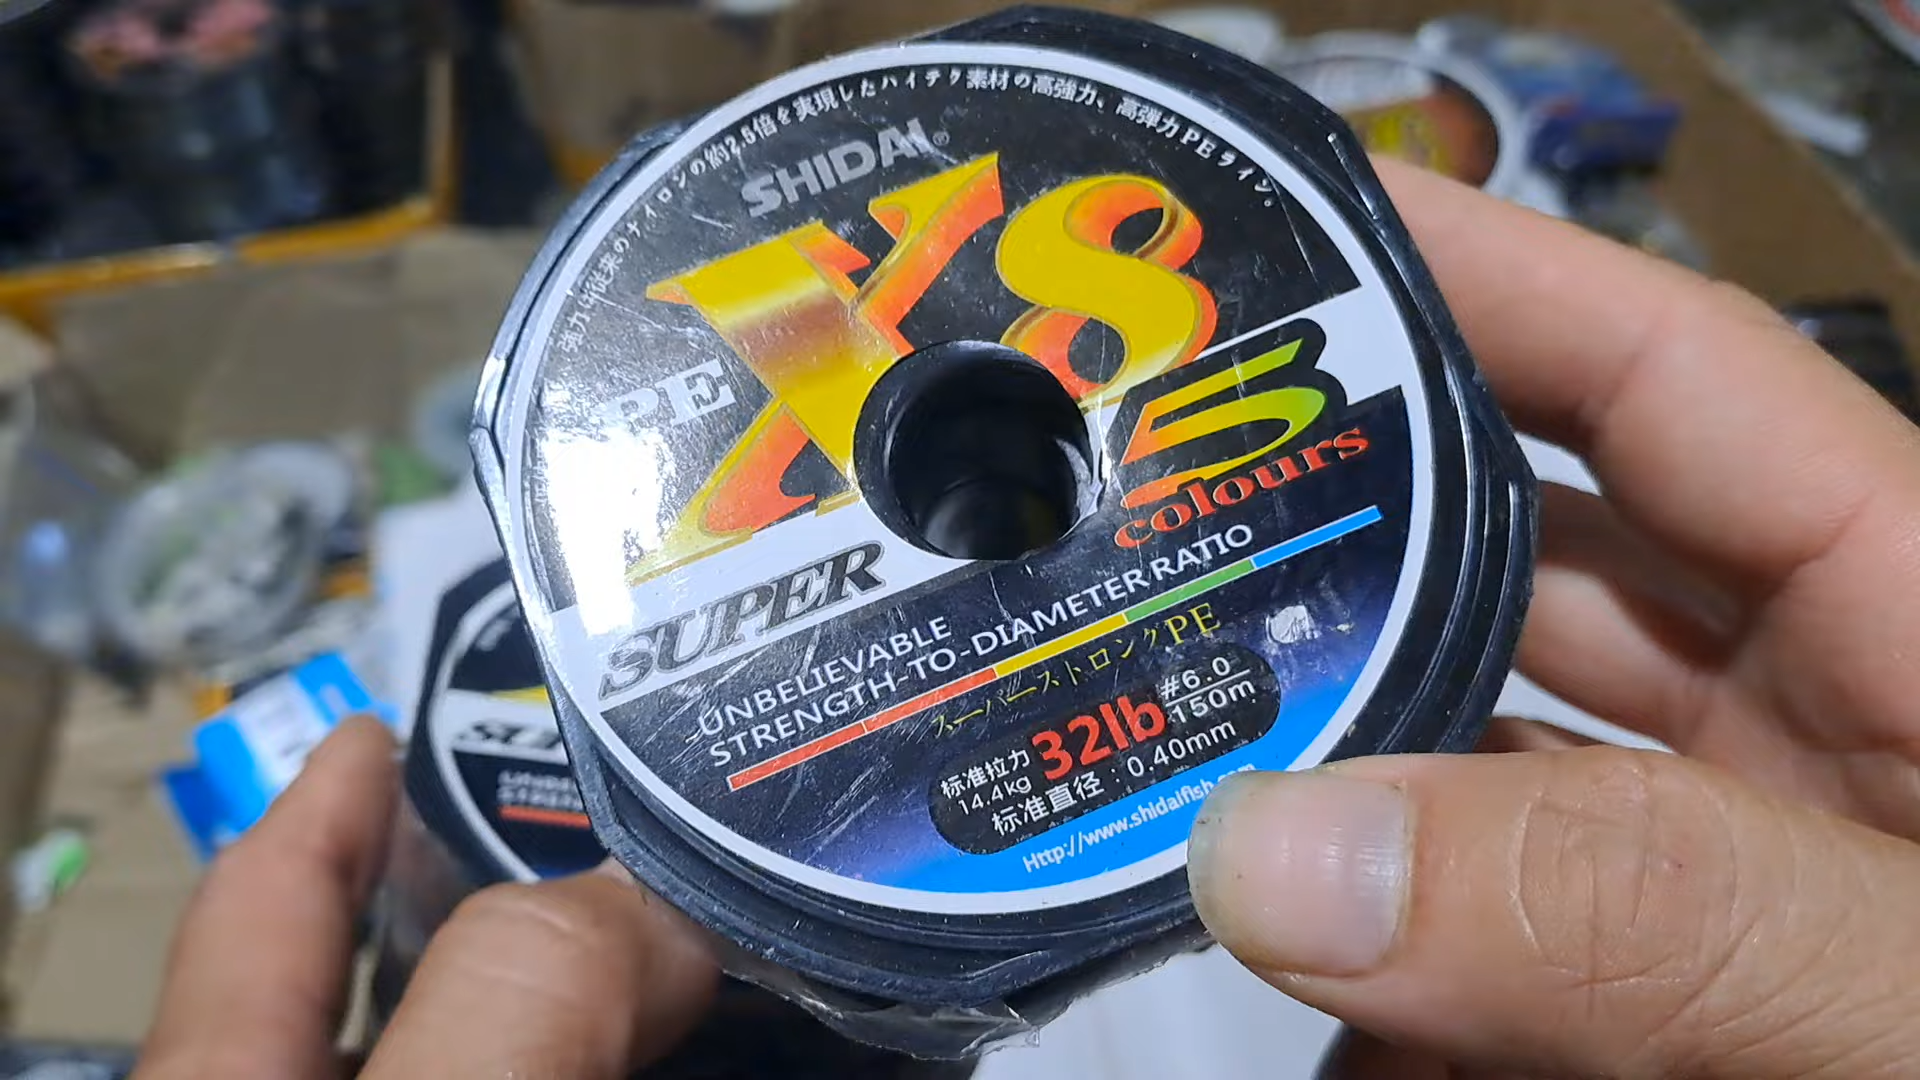 強力は従来のナイロンの約2.5倍を実現したハイテク素材の高強力、高弾力PEライン。
SHIDAI®
X8
PE
5
colours
SUPER
UNBELIEVABLE
STRENGTH-TO-DIAMETER RATIO
スーパーストロングPE
标准拉力 32lb #6.0
14.4kg 150m
标准直径：0.40mm
Http://www.shidaifish.com